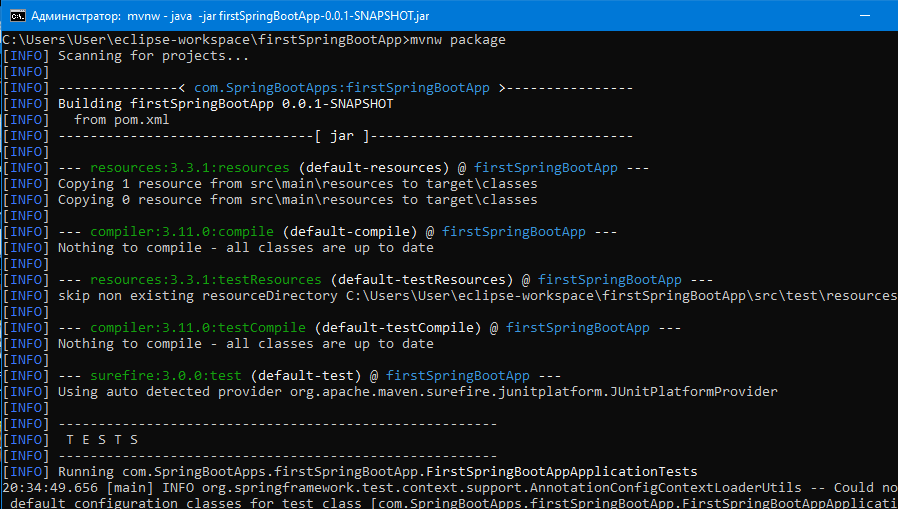 Администратор: mvnw - java -jar firstSpringBootApp-0.0.1-SNAPSHOT.jar
C:\Users\User\eclipse-workspace\firstSpringBootApp>mvnw package
[INFO] Scanning for projects...
[INFO]
[INFO] ---------------< com.SpringBootApps:firstSpringBootApp >----------------
[INFO] Building firstSpringBootApp 0.0.1-SNAPSHOT
[INFO]   from pom.xml
[INFO] --------------------------------[ jar ]---------------------------------
[INFO]
[INFO] --- resources:3.3.1:resources (default-resources) @ firstSpringBootApp ---
[INFO] Copying 1 resource from src\main\resources to target\classes
[INFO] Copying 0 resource from src\main\resources to target\classes
[INFO]
[INFO] --- compiler:3.11.0:compile (default-compile) @ firstSpringBootApp ---
[INFO] Nothing to compile - all classes are up to date
[INFO]
[INFO] --- resources:3.3.1:testResources (default-testResources) @ firstSpringBootApp ---
[INFO] skip non existing resourceDirectory C:\Users\User\eclipse-workspace\firstSpringBootApp\src\test\resources
[INFO]
[INFO] --- compiler:3.11.0:testCompile (default-testCompile) @ firstSpringBootApp ---
[INFO] Nothing to compile - all classes are up to date
[INFO]
[INFO] --- surefire:3.0.0:test (default-test) @ firstSpringBootApp ---
[INFO] Using auto detected provider org.apache.maven.surefire.junitplatform.JUnitPlatformProvider
[INFO]
[INFO] -------------------------------------------------------
[INFO]  T E S T S
[INFO] -------------------------------------------------------
[INFO] Running com.SpringBootApps.firstSpringBootApp.FirstSpringBootAppApplicationTests
20:34:49.656 [main] INFO org.springframework.test.context.support.AnnotationConfigContextLoaderUtils -- Could no
default configuration classes for test class [com.SpringBootApps.firstSpringBootApp.FirstSpringBootAppApplicati